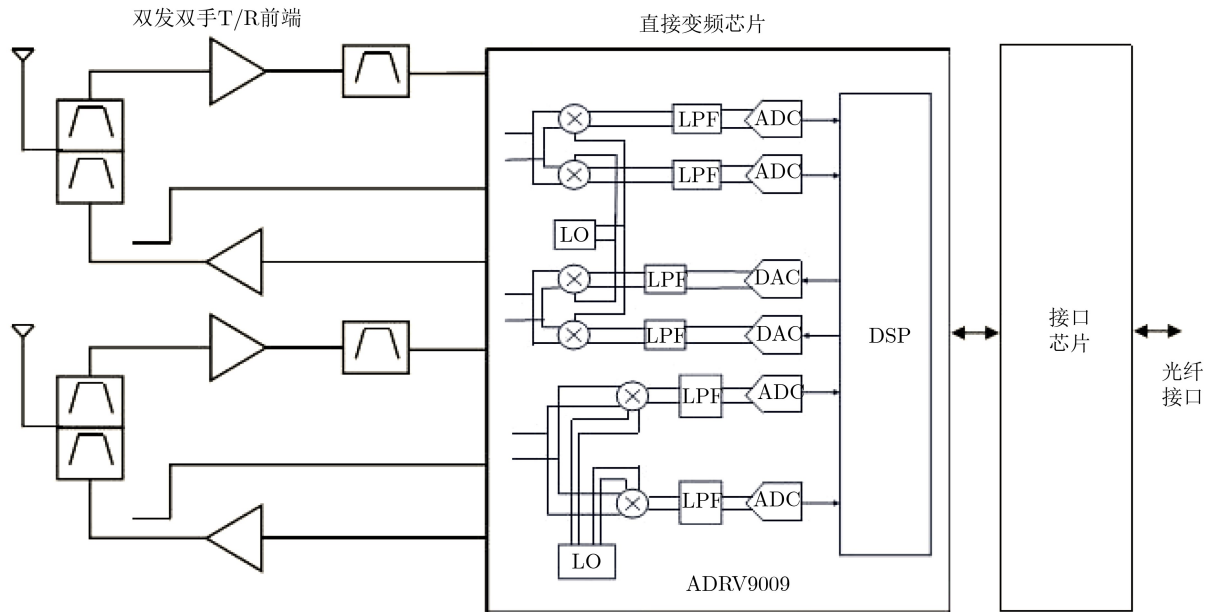 双发双手T/R前端
直接变频芯片
LPF
ADC
LPF
ADC
LO
LPF
DAC
LPF
DAC
DSP
LPF
ADC
LPF
ADC
LO
ADRV9009
接口
芯片
光纤
接口